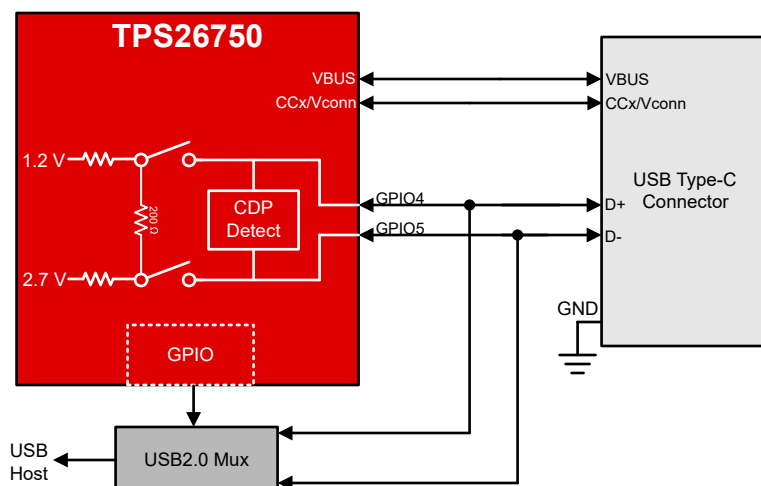 TPS26750
VBUS
CCx/Vconn
VBUS
CCx/Vconn
1.2 V
200 Ω
CDP
Detect
2.7 V
GPIO4
GPIO5
D+
D-
USB Type-C
Connector
GND
GPIO
USB
Host
USB2.0 Mux